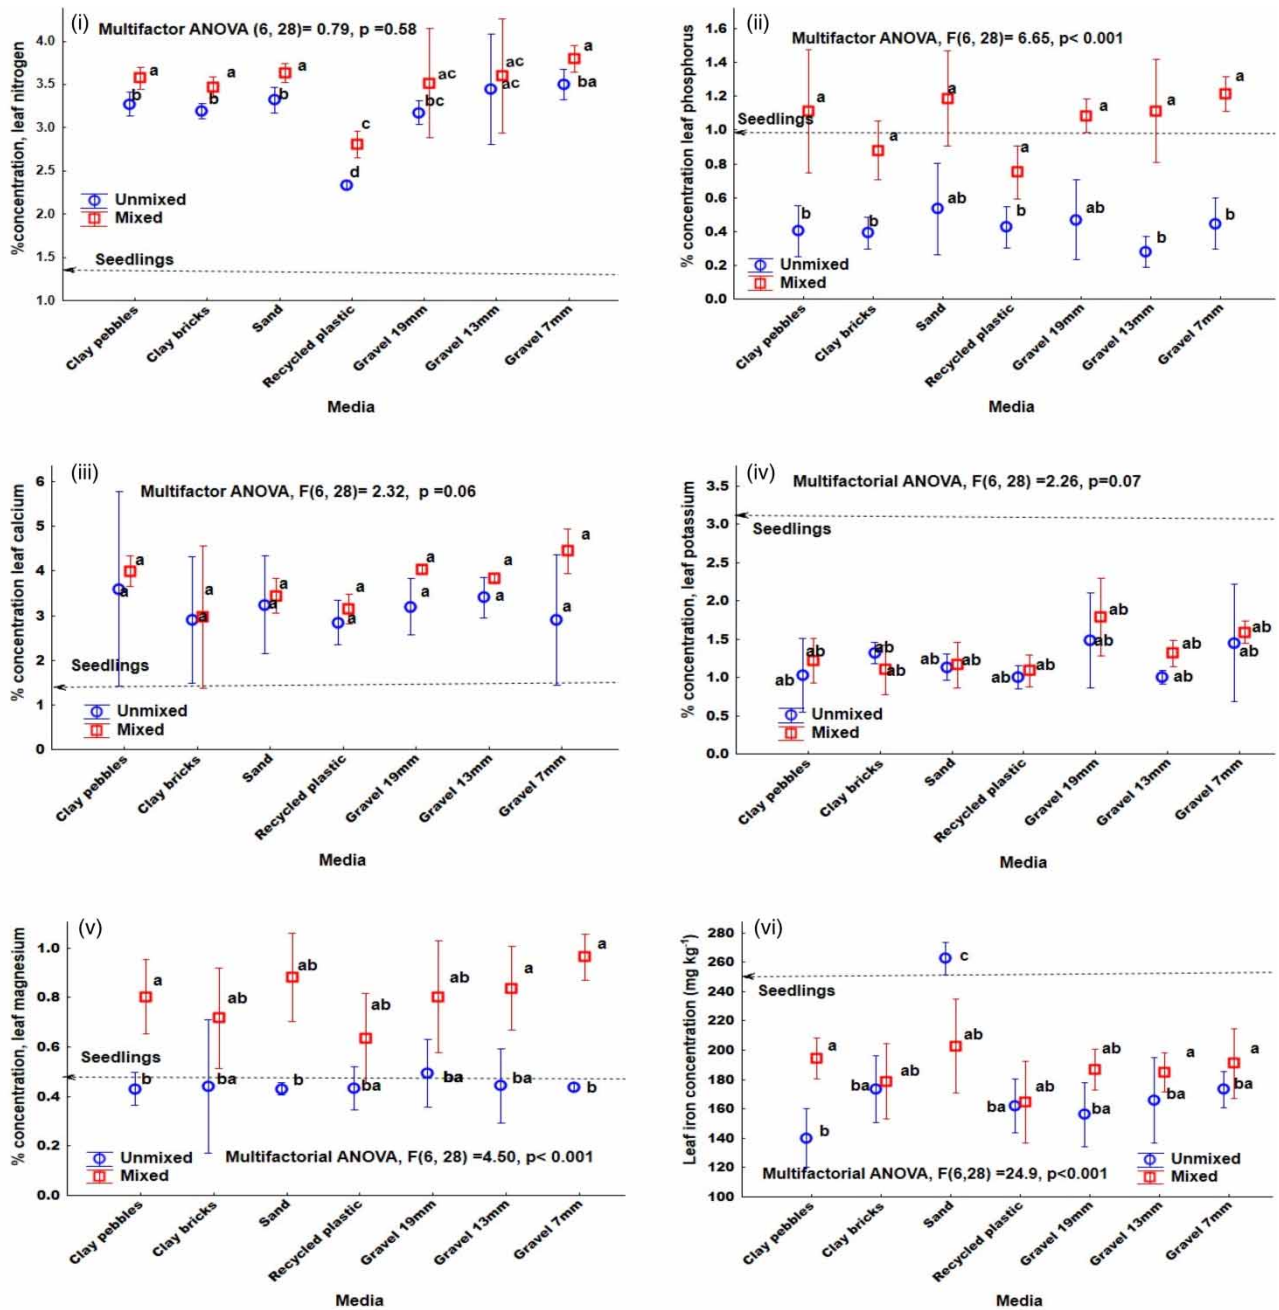 (i)
Multifactor ANOVA (6, 28)= 0.79, p =0.58
%concentration, leaf nitrogen
4.0
3.5
3.0
2.5
2.0
1.5
1.0
a
b
a
b
a
b
c
d
ac
bc
ac
ac
a
ba
Unmixed
Mixed
Seedlings
Clay pebbles
Clay bricks
Sand
Recycled plastic
Gravel 19mm
Gravel 13mm
Gravel 7mm
Media
(ii)
Multifactor ANOVA, F(6, 28)= 6.65, p< 0.001
% concentration leaf phosphorus
1.6
1.4
1.2
1.0
0.8
0.6
0.4
0.2
0.0
Seedlings
a
b
a
b
a
ab
a
b
a
ab
a
b
a
b
Unmixed
Mixed
Clay pebbles
Clay bricks
Sand
Recycled plastic
Gravel 19mm
Gravel 13mm
Gravel 7mm
Media
(iii)
Multifactor ANOVA, F(6, 28)= 2.32, p =0.06
% concentration leaf calcium
6
5
4
3
2
1
0
a
a
a
a
a
a
a
a
a
a
a
a
a
a
Seedlings
Unmixed
Mixed
Clay pebbles
Clay bricks
Sand
Recycled plastic
Gravel 19mm
Gravel 13mm
Gravel 7mm
Media
(iv)
Multifactorial ANOVA, F(6, 28) =2.26, p=0.07
% concentration, leaf potassium
3.5
3.0
2.5
2.0
1.5
1.0
0.5
0.0
Seedlings
ab
ab
ab
ab
ab
ab
ab
ab
ab
ab
ab
ab
ab
ab
Unmixed
Mixed
Clay pebbles
Clay bricks
Sand
Recycled plastic
Gravel 19mm
Gravel 13mm
Gravel 7mm
Media
(v)
% concentration, leaf magnesium
1.0
0.8
0.6
0.4
0.2
0.0
a
b
ab
ba
ab
b
ab
ba
ab
ba
a
ba
a
b
Seedlings
Unmixed
Mixed
Multifactorial ANOVA, F(6, 28) =4.50, p< 0.001
Clay pebbles
Clay bricks
Sand
Recycled plastic
Gravel 19mm
Gravel 13mm
Gravel 7mm
Media
(vi)
Leaf iron concentration (mg kg⁻¹)
280
260
240
220
200
180
160
140
120
100
Seedlings
a
b
ba
ab
c
ab
ba
ab
ab
ba
a
ba
a
ba
Multifactorial ANOVA, F(6,28) =24.9, p<0.001
Unmixed
Mixed
Clay pebbles
Clay bricks
Sand
Recycled plastic
Gravel 19mm
Gravel 13mm
Gravel 7mm
Media